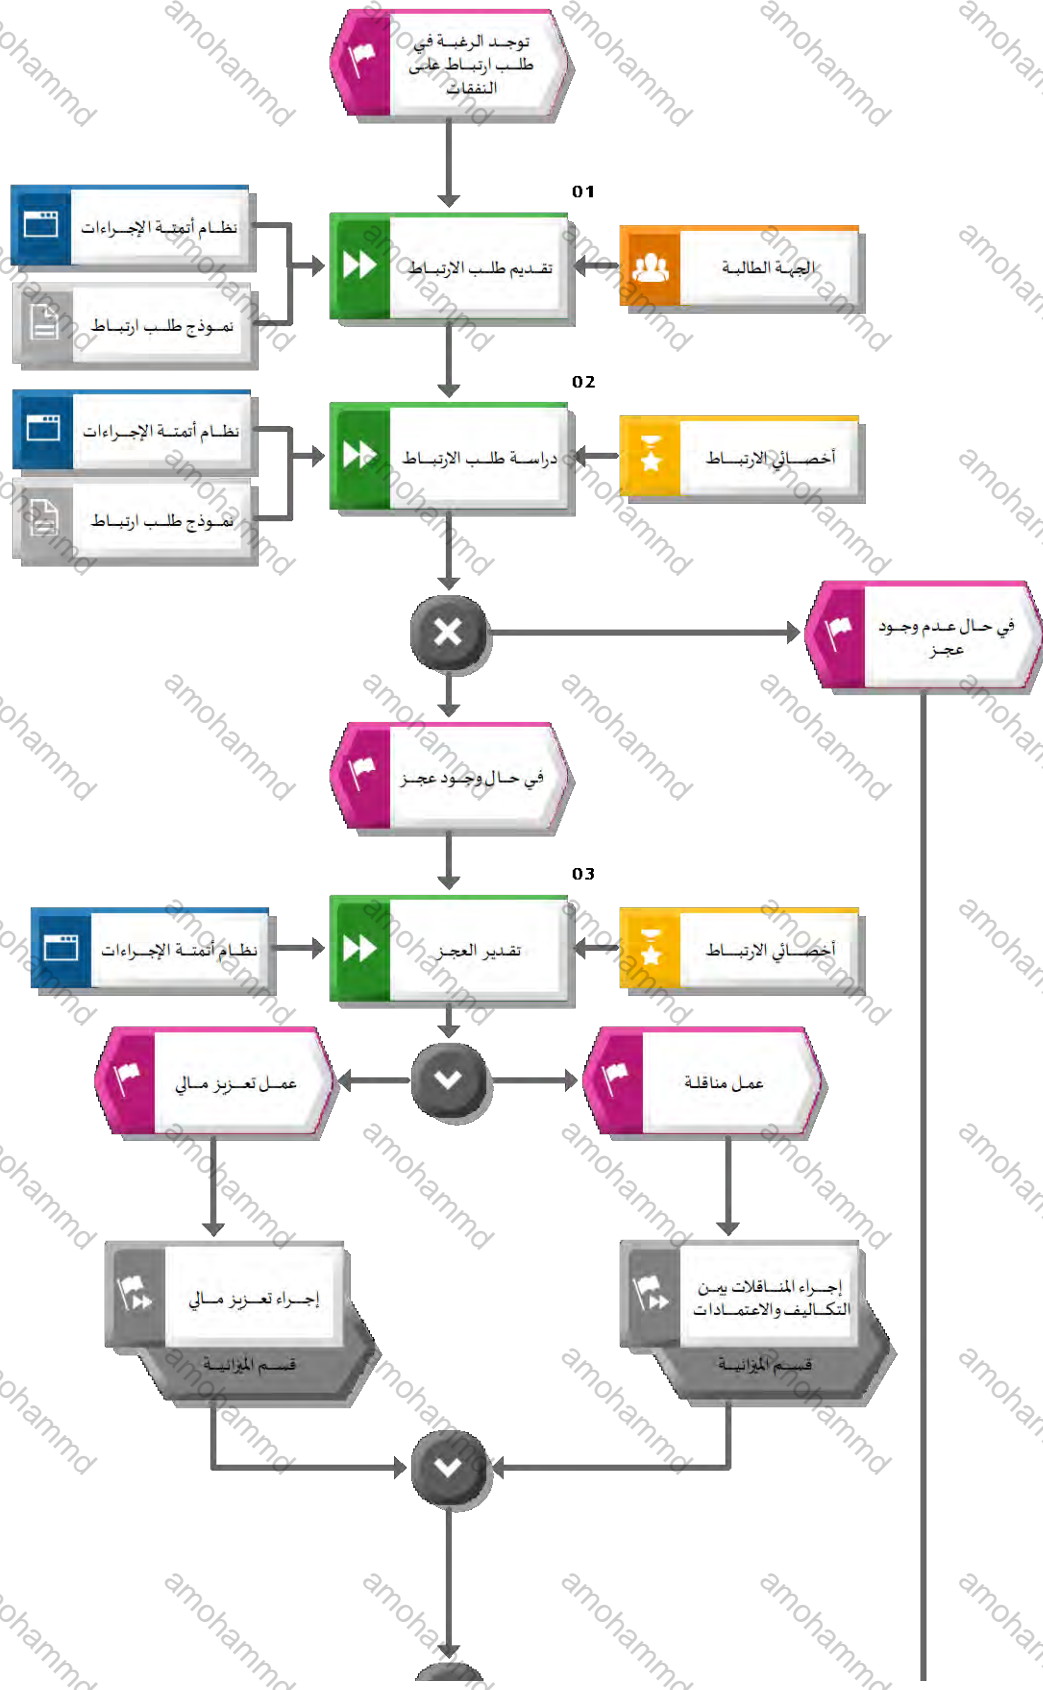 توجد الرغبة في
طلب ارتباط على
النفقات
01
الجهة الطالبة
تقديم طلب الارتباط
نظام أتمتة الإجراءات
نموذج طلب ارتباط
02
أخصائي الارتباط
دراسة طلب الارتباط
نظام أتمتة الإجراءات
نموذج طلب ارتباط
في حال عدم وجود
عجز
في حال وجود عجز
03
أخصائي الارتباط
تقدير العجز
نظام أتمتة الإجراءات
عمل مناقلة
عمل تعزيز مالي
إجراء المناقلات بين
التكاليف والاعتمادات
قسم الميزانية
إجراء تعزيز مالي
قسم الميزانية
amohammd